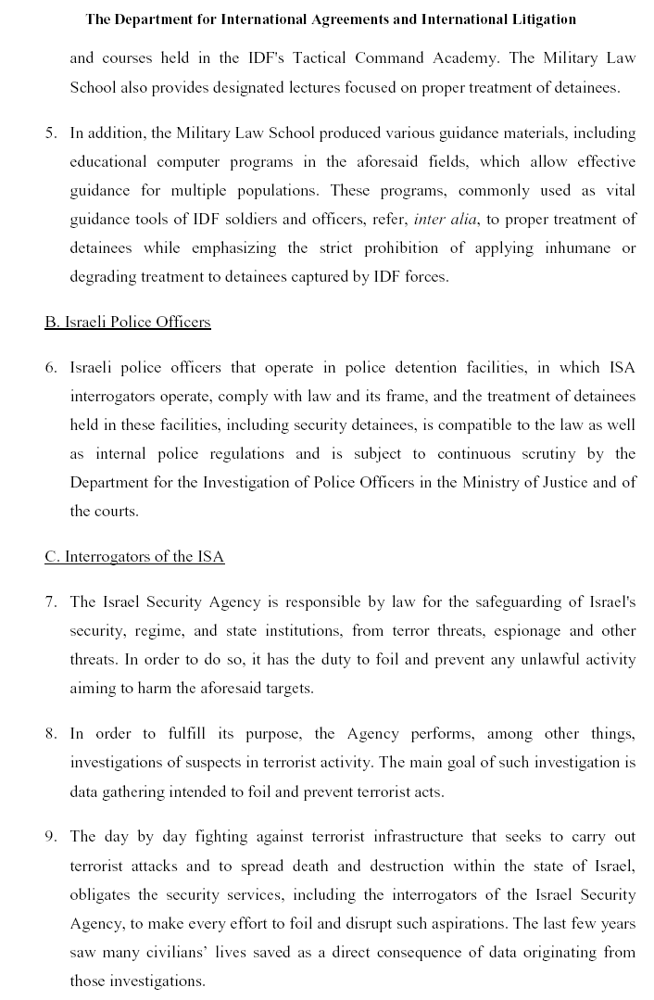 The Department for International Agreements and International Litigation
and courses held in the IDF's Tactical Command Academy. The Military Law
School also provides designated lectures focused on proper treatment of detainees.
5. In addition, the Military Law School produced various guidance materials, including
educational computer programs in the aforesaid fields, which allow effective
guidance for multiple populations. These programs, commonly used as vital
guidance tools of IDF soldiers and officers, refer, inter alia, to proper treatment of
detainees while emphasizing the strict prohibition of applying inhumane or
degrading treatment to detainees captured by IDF forces.
B. Israeli Police Officers
6. Israeli police officers that operate in police detention facilities, in which ISA
interrogators operate, comply with law and its frame, and the treatment of detainees
held in these facilities, including security detainees, is compatible to the law as well
as internal police regulations and is subject to continuous scrutiny by the
Department for the Investigation of Police Officers in the Ministry of Justice and of
the courts.
C. Interrogators of the ISA
7. The Israel Security Agency is responsible by law for the safeguarding of Israel's
security, regime, and state institutions, from terror threats, espionage and other
threats. In order to do so, it has the duty to foil and prevent any unlawful activity
aiming to harm the aforesaid targets.
8. In order to fulfill its purpose, the Agency performs, among other things,
investigations of suspects in terrorist activity. The main goal of such investigation is
data gathering intended to foil and prevent terrorist acts.
9. The day by day fighting against terrorist infrastructure that seeks to carry out
terrorist attacks and to spread death and destruction within the state of Israel,
obligates the security services, including the interrogators of the Israel Security
Agency, to make every effort to foil and disrupt such aspirations. The last few years
saw many civilians’ lives saved as a direct consequence of data originating from
those investigations.